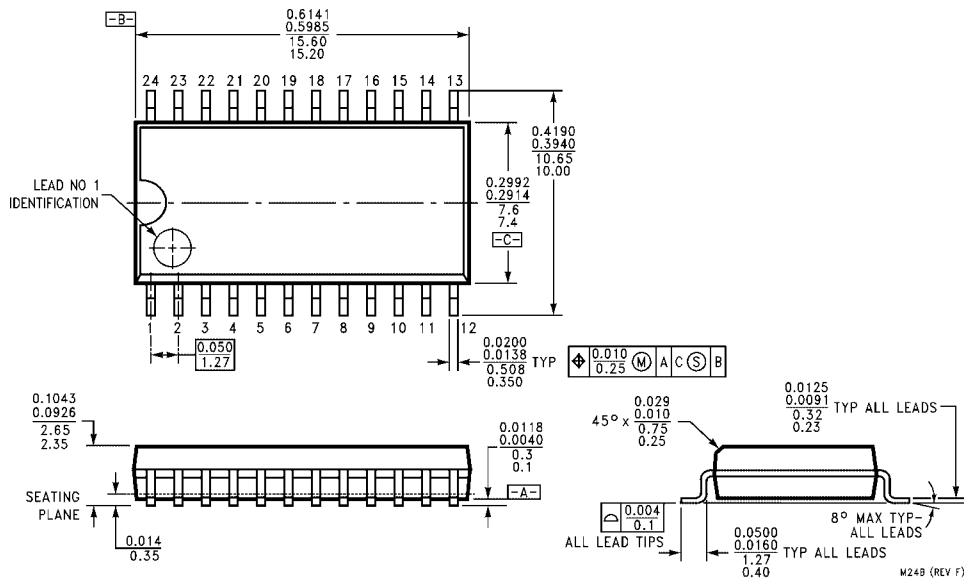 -B-
0.6141
0.5985
15.60
15.20
24 23 22 21 20 19 18 17 16 15 14 13
0.4190
0.3940
10.65
10.00
LEAD NO 1
IDENTIFICATION
0.2992
0.2914
7.6
7.4
-C-
1 2 3 4 5 6 7 8 9 10 11 12
0.050
1.27
0.0200
0.0138
0.508
0.350
TYP
0.010
0.25
M A C S B
0.1043
0.0926
2.65
2.35
0.0118
0.0040
0.3
0.1
-A-
SEATING
PLANE
0.014
0.35
45° x
0.029
0.010
0.75
0.25
0.0125
0.0091
0.32
0.23
TYP ALL LEADS
0.004
0.1
ALL LEAD TIPS
0.0500
0.0160
1.27
0.40
TYP ALL LEADS
8° MAX TYP-
ALL LEADS
M24B (REV F)